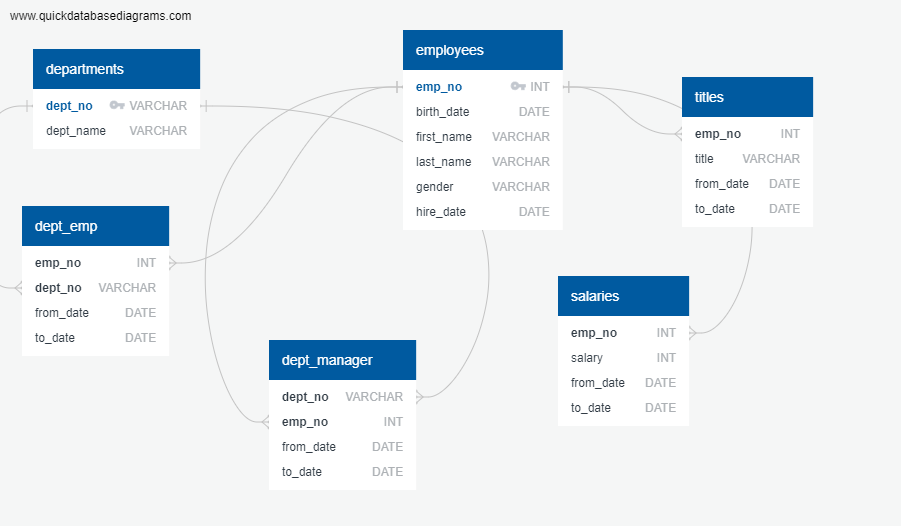 www.quickdatabasediagrams.com
departments
dept_no VARCHAR
dept_name VARCHAR
employees
emp_no INT
birth_date DATE
first_name VARCHAR
last_name VARCHAR
gender VARCHAR
hire_date DATE
titles
emp_no INT
title VARCHAR
from_date DATE
to_date DATE
dept_emp
emp_no INT
dept_no VARCHAR
from_date DATE
to_date DATE
salaries
emp_no INT
salary INT
from_date DATE
to_date DATE
dept_manager
dept_no VARCHAR
emp_no INT
from_date DATE
to_date DATE